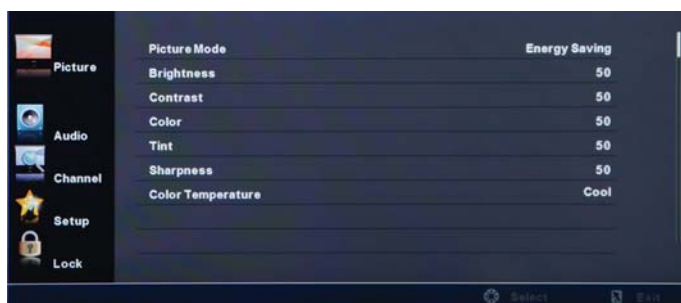 Picture
Audio
Channel
Setup
Lock
Picture Mode Energy Saving
Brightness 50
Contrast 50
Color 50
Tint 50
Sharpness 50
Color Temperature Cool
Select Exit